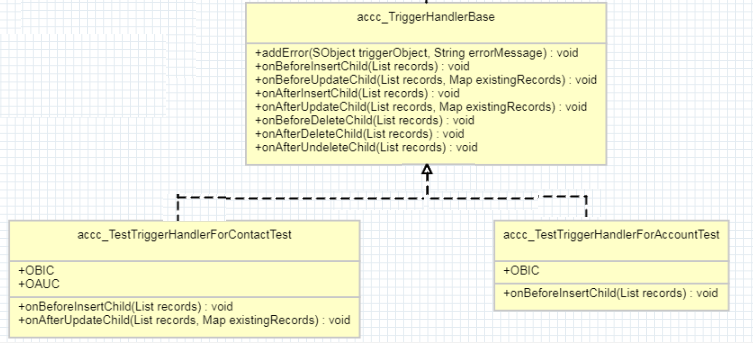 accc_TriggerHandlerBase
+addError(SObject triggerObject, String errorMessage) : void
+onBeforeInsertChild(List records) : void
+onBeforeUpdateChild(List records, Map existingRecords) : void
+onAfterInsertChild(List records) : void
+onAfterUpdateChild(List records, Map existingRecords) : void
+onBeforeDeleteChild(List records) : void
+onAfterDeleteChild(List records) : void
+onAfterUndeleteChild(List records) : void
accc_TestTriggerHandlerForContactTest
+OBIC
+OAUC
+onBeforeInsertChild(List records) : void
+onAfterUpdateChild(List records, Map existingRecords) : void
accc_TestTriggerHandlerForAccountTest
+OBIC
+onBeforeInsertChild(List records) : void